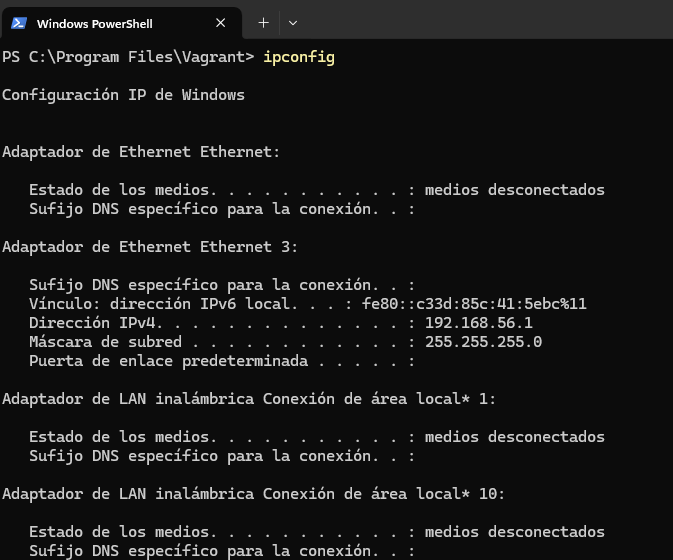 Windows PowerShell
PS C:\Program Files\Vagrant> ipconfig
Configuración IP de Windows
Adaptador de Ethernet Ethernet:
Estado de los medios. . . . . . . . . . . : medios desconectados
Sufijo DNS específico para la conexión. . :
Adaptador de Ethernet Ethernet 3:
Sufijo DNS específico para la conexión. . :
Vínculo: dirección IPv6 local. . . : fe80::c33d:85c:41:5ebc%11
Dirección IPv4. . . . . . . . . . . . . . : 192.168.56.1
Máscara de subred . . . . . . . . . . . . : 255.255.255.0
Puerta de enlace predeterminada . . . . . :
Adaptador de LAN inalámbrica Conexión de área local* 1:
Estado de los medios. . . . . . . . . . . : medios desconectados
Sufijo DNS específico para la conexión. . :
Adaptador de LAN inalámbrica Conexión de área local* 10:
Estado de los medios. . . . . . . . . . . : medios desconectados
Sufijo DNS específico para la conexión. . :